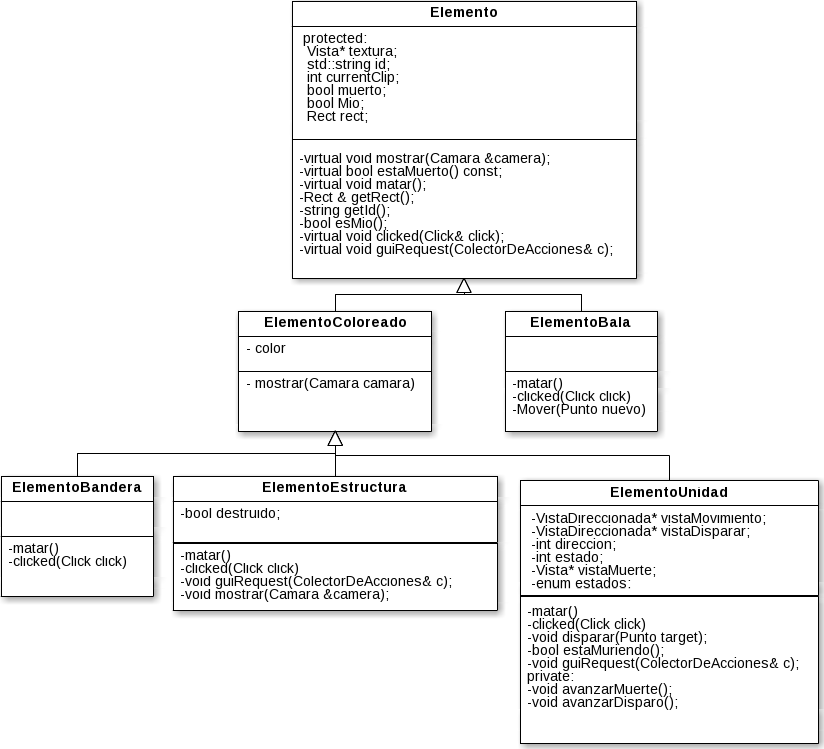 Elemento
protected:
Vista* textura;
std::string id;
int currentClip;
bool muerto;
bool Mio;
Rect rect;
-virtual void mostrar(Camara &camera);
-virtual bool estaMuerto() const;
-virtual void matar();
-Rect & getRect();
-string getId();
-bool esMio();
-virtual void clicked(Click& click);
-virtual void guiRequest(ColectorDeAcciones& c);
ElementoColoreado
- color
- mostrar(Camara camara)
ElementoBala
-matar()
-clicked(Click click)
-Mover(Punto nuevo)
ElementoBandera
-matar()
-clicked(Click click)
ElementoEstructura
-bool destruido;
-matar()
-clicked(Click click)
-void guiRequest(ColectorDeAcciones& c);
-void mostrar(Camara &camera);
ElementoUnidad
-VistaDireccionada* vistaMovimiento;
-VistaDireccionada* vistaDisparar;
-int direccion;
-int estado;
-Vista* vistaMuerte;
-enum estados:
-matar()
-clicked(Click click)
-void disparar(Punto target);
-bool estaMuriendo();
-void guiRequest(ColectorDeAcciones& c);
private:
-void avanzarMuerte();
-void avanzarDisparo();